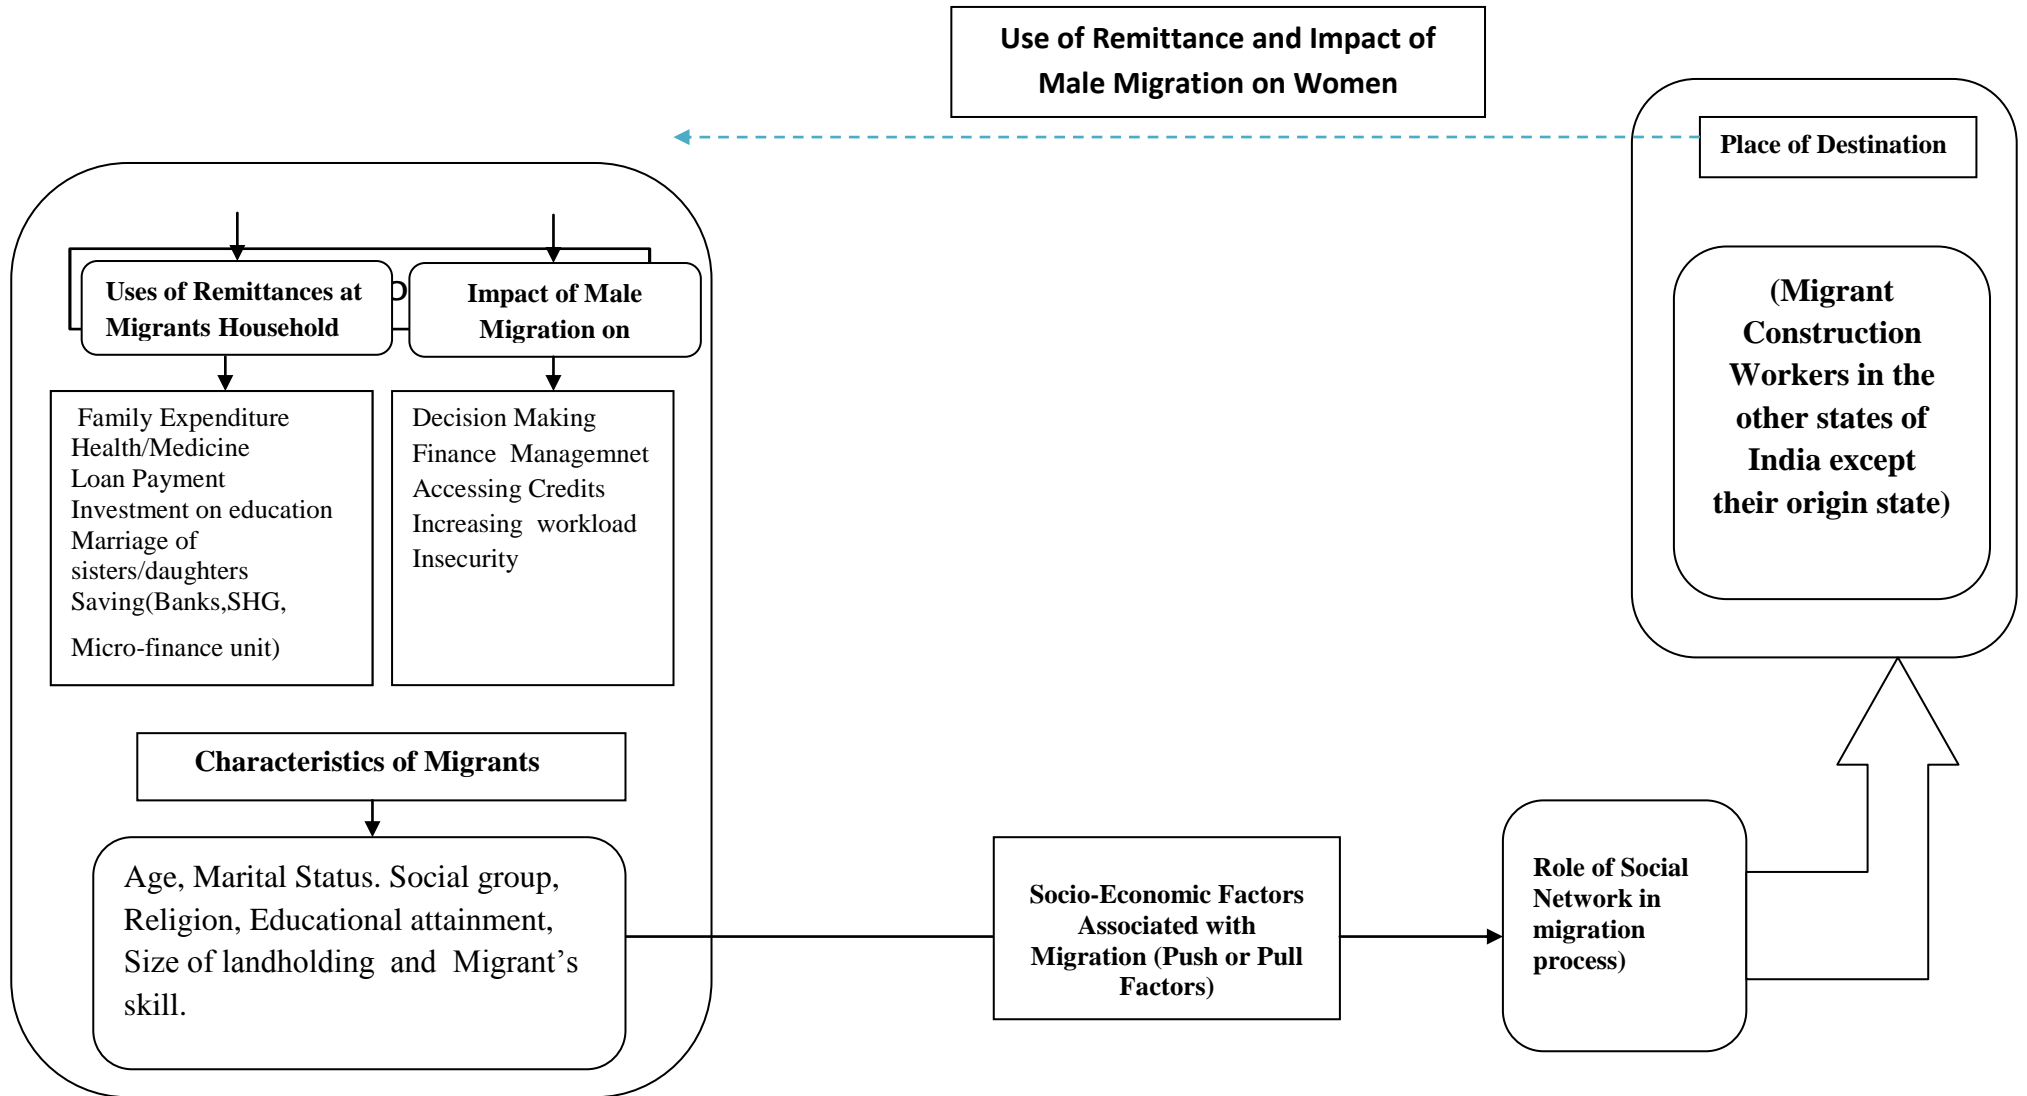 Use of Remittance and Impact of
Male Migration on Women
Place of Destination
(Migrant
Construction
Workers in the
other states of
India except
their origin state)
Uses of Remittances at
Migrants Household
Impact of Male
Migration on
Family Expenditure
Health/Medicine
Loan Payment
Investment on education
Marriage of
sisters/daughters
Saving(Banks,SHG,
Micro-finance unit)
Decision Making
Finance Managemnet
Accessing Credits
Increasing workload
Insecurity
Characteristics of Migrants
Age, Marital Status. Social group,
Religion, Educational attainment,
Size of landholding and Migrant’s
skill.
Socio-Economic Factors
Associated with
Migration (Push or Pull
Factors)
Role of Social
Network in
migration
process)